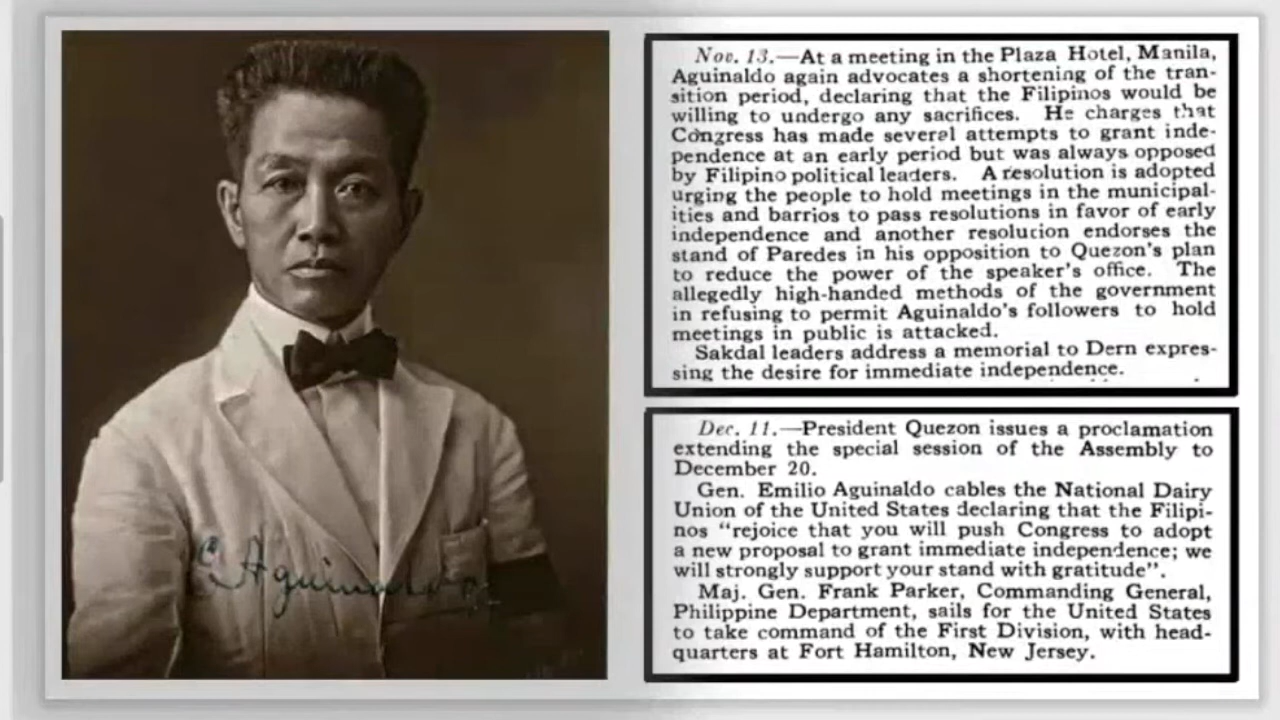 E. Aguinaldo
Nov. 13.—At a meeting in the Plaza Hotel, Manila,
Aguinaldo again advocates a shortening of the tran-
sition period, declaring that the Filipinos would be
willing to undergo any sacrifices. He charges that
Congress has made several attempts to grant inde-
pendence at an early period but was always opposed
by Filipino political leaders. A resolution is adopted
urging the people to hold meetings in the municipal-
ities and barrios to pass resolutions in favor of early
independence and another resolution endorses the
stand of Paredes in his opposition to Quezon's plan
to reduce the power of the speaker's office. The
allegedly high-handed methods of the government
in refusing to permit Aguinaldo's followers to hold
meetings in public is attacked.
Sakdal leaders address a memorial to Dern expres-
sing the desire for immediate independence.
Dec. 11.—President Quezon issues a proclamation
extending the special session of the Assembly to
December 20.
Gen. Emilio Aguinaldo cables the National Dairy
Union of the United States declaring that the Filipi-
nos "rejoice that you will push Congress to adopt
a new proposal to grant immediate independence; we
will strongly support your stand with gratitude".
Maj. Gen. Frank Parker, Commanding General,
Philippine Department, sails for the United States
to take command of the First Division, with head-
quarters at Fort Hamilton, New Jersey.